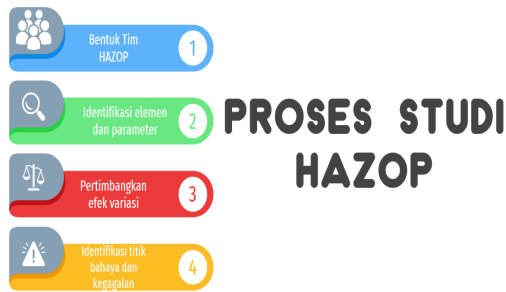 Bentuk Tim
HAZOP
1
Identifikasi elemen
dan parameter
2
Pertimbangkan
efek variasi
3
Identifikasi titik
bahaya dan
kegagalan
4
PROSES STUDI
HAZOP